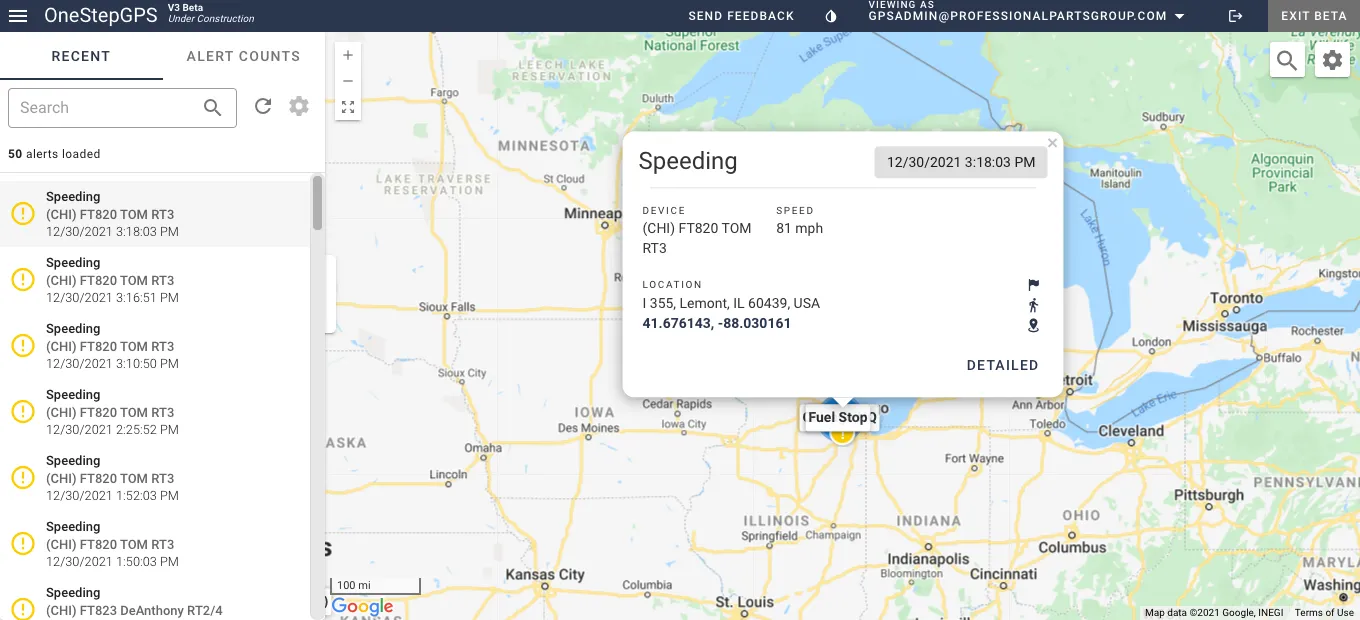 OneStepGPS
V3 Beta
Under Construction
SEND FEEDBACK
VIEWING AS
GPSADMIN@PROFESSIONALPARTSGROUP.COM
EXIT BETA
RECENT
ALERT COUNTS
Search
50 alerts loaded
Speeding
(CHI) FT820 TOM RT3
12/30/2021 3:18:03 PM
Speeding
(CHI) FT820 TOM RT3
12/30/2021 3:16:51 PM
Speeding
(CHI) FT820 TOM RT3
12/30/2021 3:10:50 PM
Speeding
(CHI) FT820 TOM RT3
12/30/2021 2:25:52 PM
Speeding
(CHI) FT820 TOM RT3
12/30/2021 1:52:03 PM
Speeding
(CHI) FT820 TOM RT3
12/30/2021 1:50:03 PM
Speeding
(CHI) FT823 DeAnthony RT2/4
Speeding
12/30/2021 3:18:03 PM
DEVICE
(CHI) FT820 TOM
RT3
SPEED
81 mph
LOCATION
I 355, Lemont, IL 60439, USA
41.676143, -88.030161
DETAILED
Fuel Stop
Superior
National Forest
Lake Superior
LEECH LAKE
RESERVATION
Fargo
Duluth
MINNESOTA
LAKE TRAVERSE
RESERVATION
St Cloud
Minneap
Sioux Falls
Sioux City
IOWA
Cedar Rapids
Iowa City
Des Moines
ASKA
Omaha
Lincoln
Kansas City
Columbia
St. Louis
KANSAS
ILLINOIS
Springfield
Champaign
INDIANA
Indianapolis
Bloomington
Cincinnati
OHIO
Columbus
Fort Wayne
Toledo
Ann Arbor
etroit
Lake Erie
Cleveland
Pittsburgh
PENNSYLVAN
MARYL
Washing
Sudbury
Manitoulin
Island
Algonquin
Provincial
Park
Lake Huron
Kingsto
Toronto
Mississauga
Rochester
London
Buffalo
100 mi
Google
Map data ©2021 Google, INEGI
Terms of Use